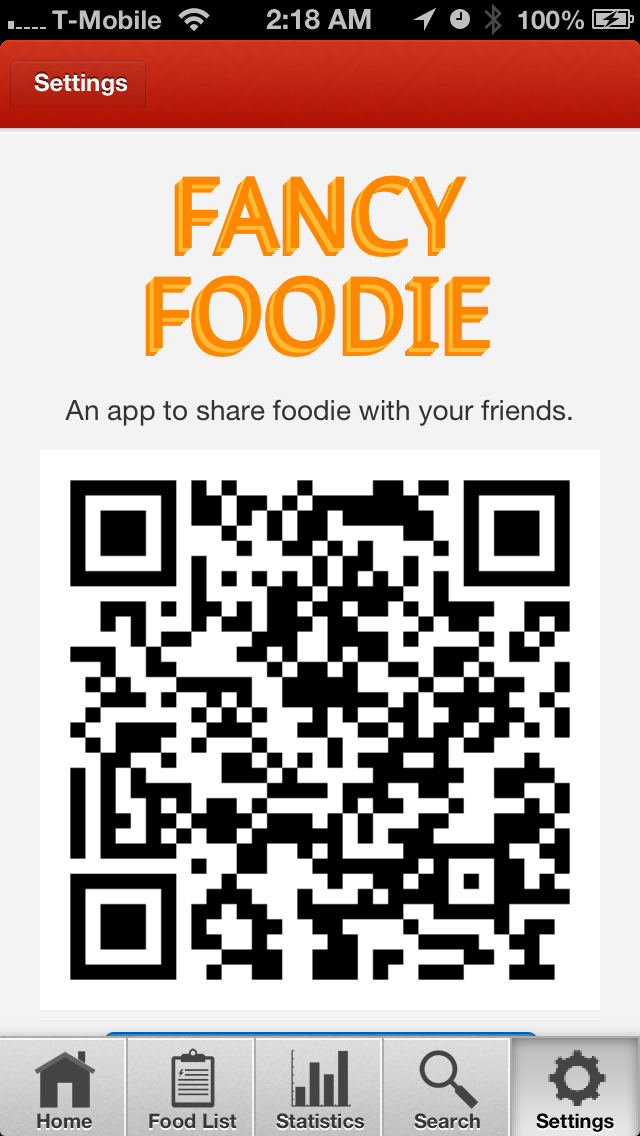 T-Mobile 2:18 AM 100%
Settings
FANCY
FOODIE
An app to share foodie with your friends.
Home Food List Statistics Search Settings